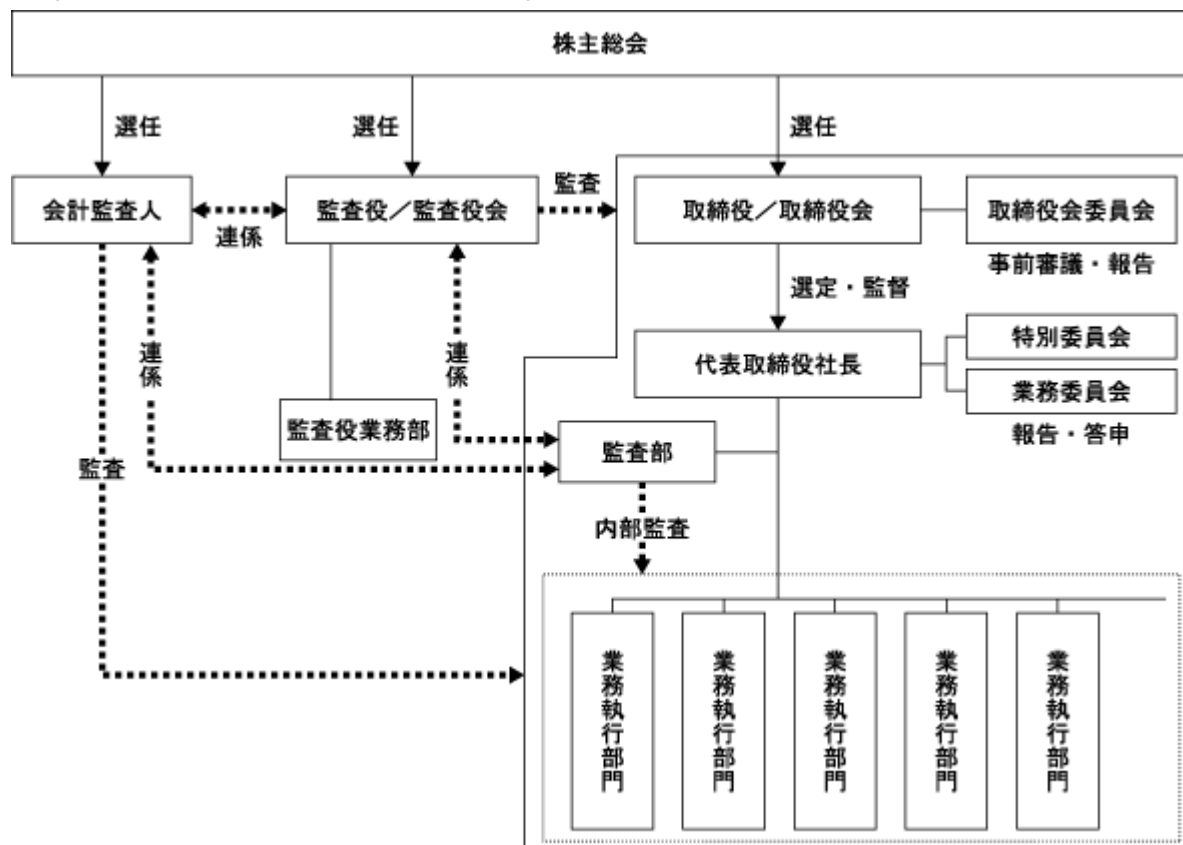 株主総会
選任
選任
選任
会計監査人
連係
監査役／監査役会
監査
取締役／取締役会
取締役会委員会
事前審議・報告
選定・監督
代表取締役社長
特別委員会
業務委員会
報告・答申
連係
連係
監査役業務部
監査部
監査
内部監査
業務執行部門
業務執行部門
業務執行部門
業務執行部門
業務執行部門